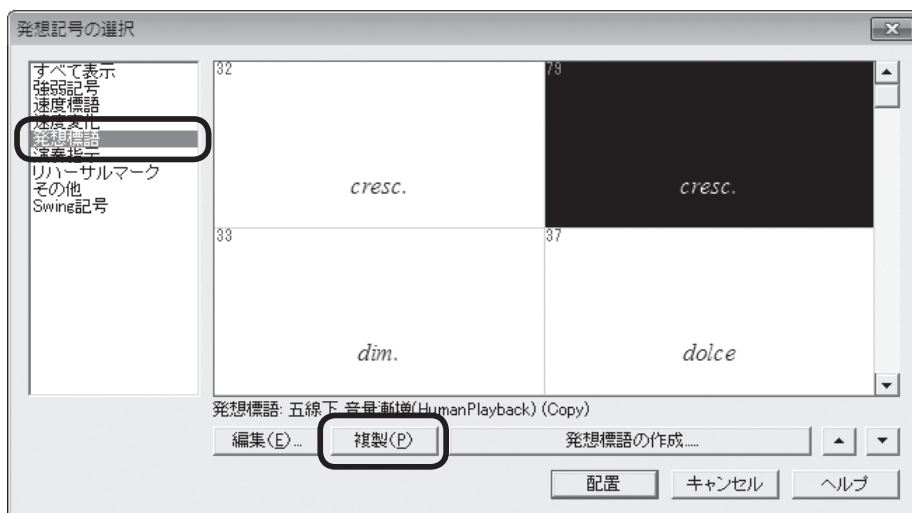 発想記号の選択
すべて表示
強弱記号
速度標語
速度変化
発想標語
演奏指示
リハーサルマーク
その他
Swing記号
32
cresc.
79
cresc.
33
dim.
37
dolce
発想標語: 五線下 音量漸増(HumanPlayback) (Copy)
編集(E)...
複製(P)
発想標語の作成.....
配置
キャンセル
ヘルプ